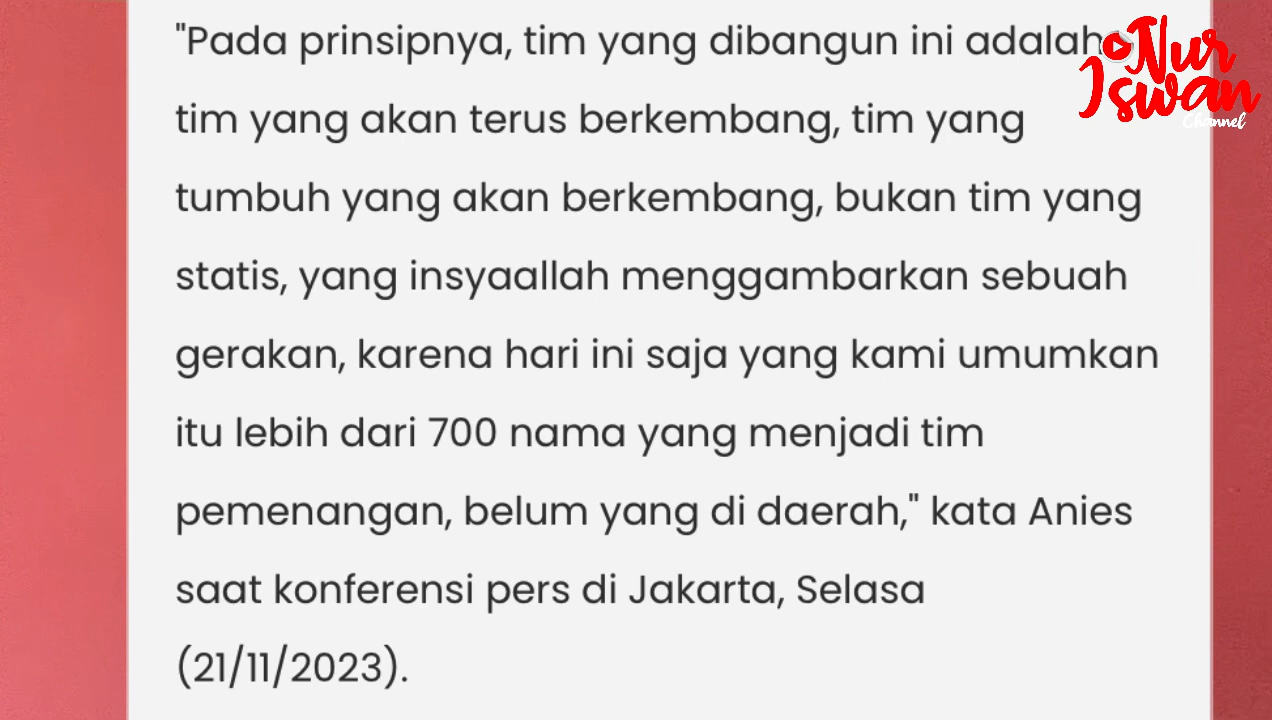 "Pada prinsipnya, tim yang dibangun ini adalah
tim yang akan terus berkembang, tim yang
tumbuh yang akan berkembang, bukan tim yang
statis, yang insyaallah menggambarkan sebuah
gerakan, karena hari ini saja yang kami umumkan
itu lebih dari 700 nama yang menjadi tim
pemenangan, belum yang di daerah," kata Anies
saat konferensi pers di Jakarta, Selasa
(21/11/2023).
Nur
Iswan
Channel